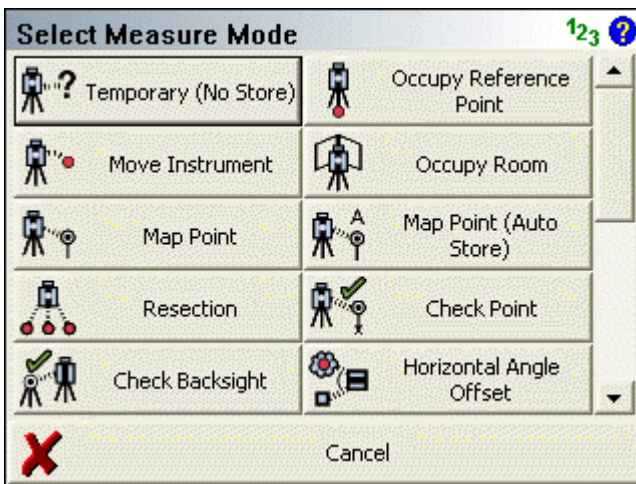 Select Measure Mode
123
?
? Temporary (No Store)
Occupy Reference
Point
Move Instrument
Occupy Room
Map Point
A
Map Point (Auto
Store)
Resection
Check Point
Check Backsight
Horizontal Angle
Offset
Cancel